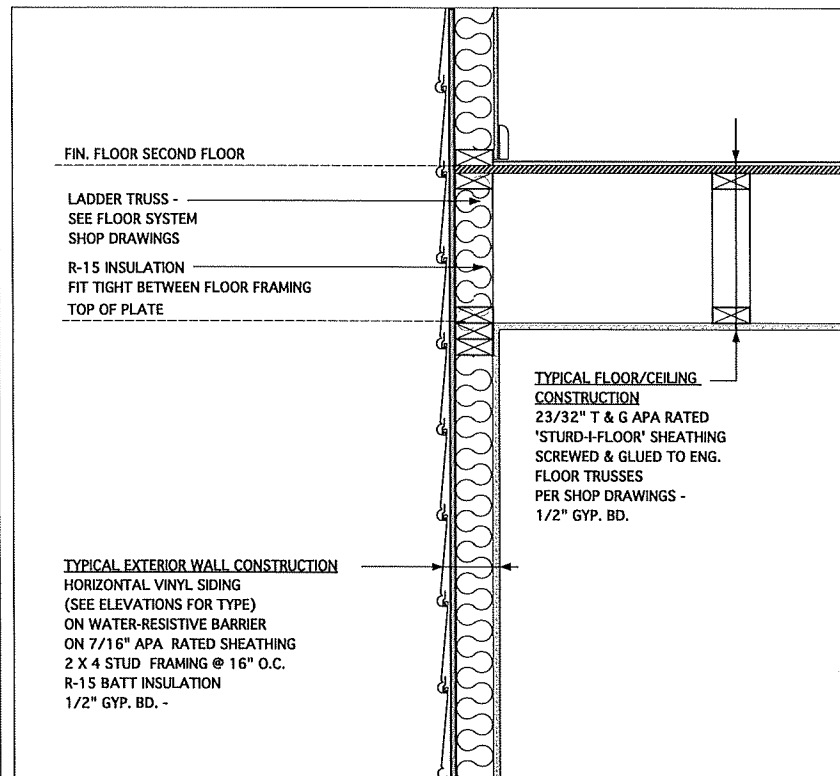 FIN. FLOOR SECOND FLOOR
LADDER TRUSS -
SEE FLOOR SYSTEM
SHOP DRAWINGS
R-15 INSULATION
FIT TIGHT BETWEEN FLOOR FRAMING
TOP OF PLATE
TYPICAL FLOOR/CEILING
CONSTRUCTION
23/32" T & G APA RATED
'STURD-I-FLOOR' SHEATHING
SCREWED & GLUED TO ENG.
FLOOR TRUSSES
PER SHOP DRAWINGS -
1/2" GYP. BD.
TYPICAL EXTERIOR WALL CONSTRUCTION
HORIZONTAL VINYL SIDING
(SEE ELEVATIONS FOR TYPE)
ON WATER-RESISTIVE BARRIER
ON 7/16" APA RATED SHEATHING
2 X 4 STUD FRAMING @ 16" O.C.
R-15 BATT INSULATION
1/2" GYP. BD. -